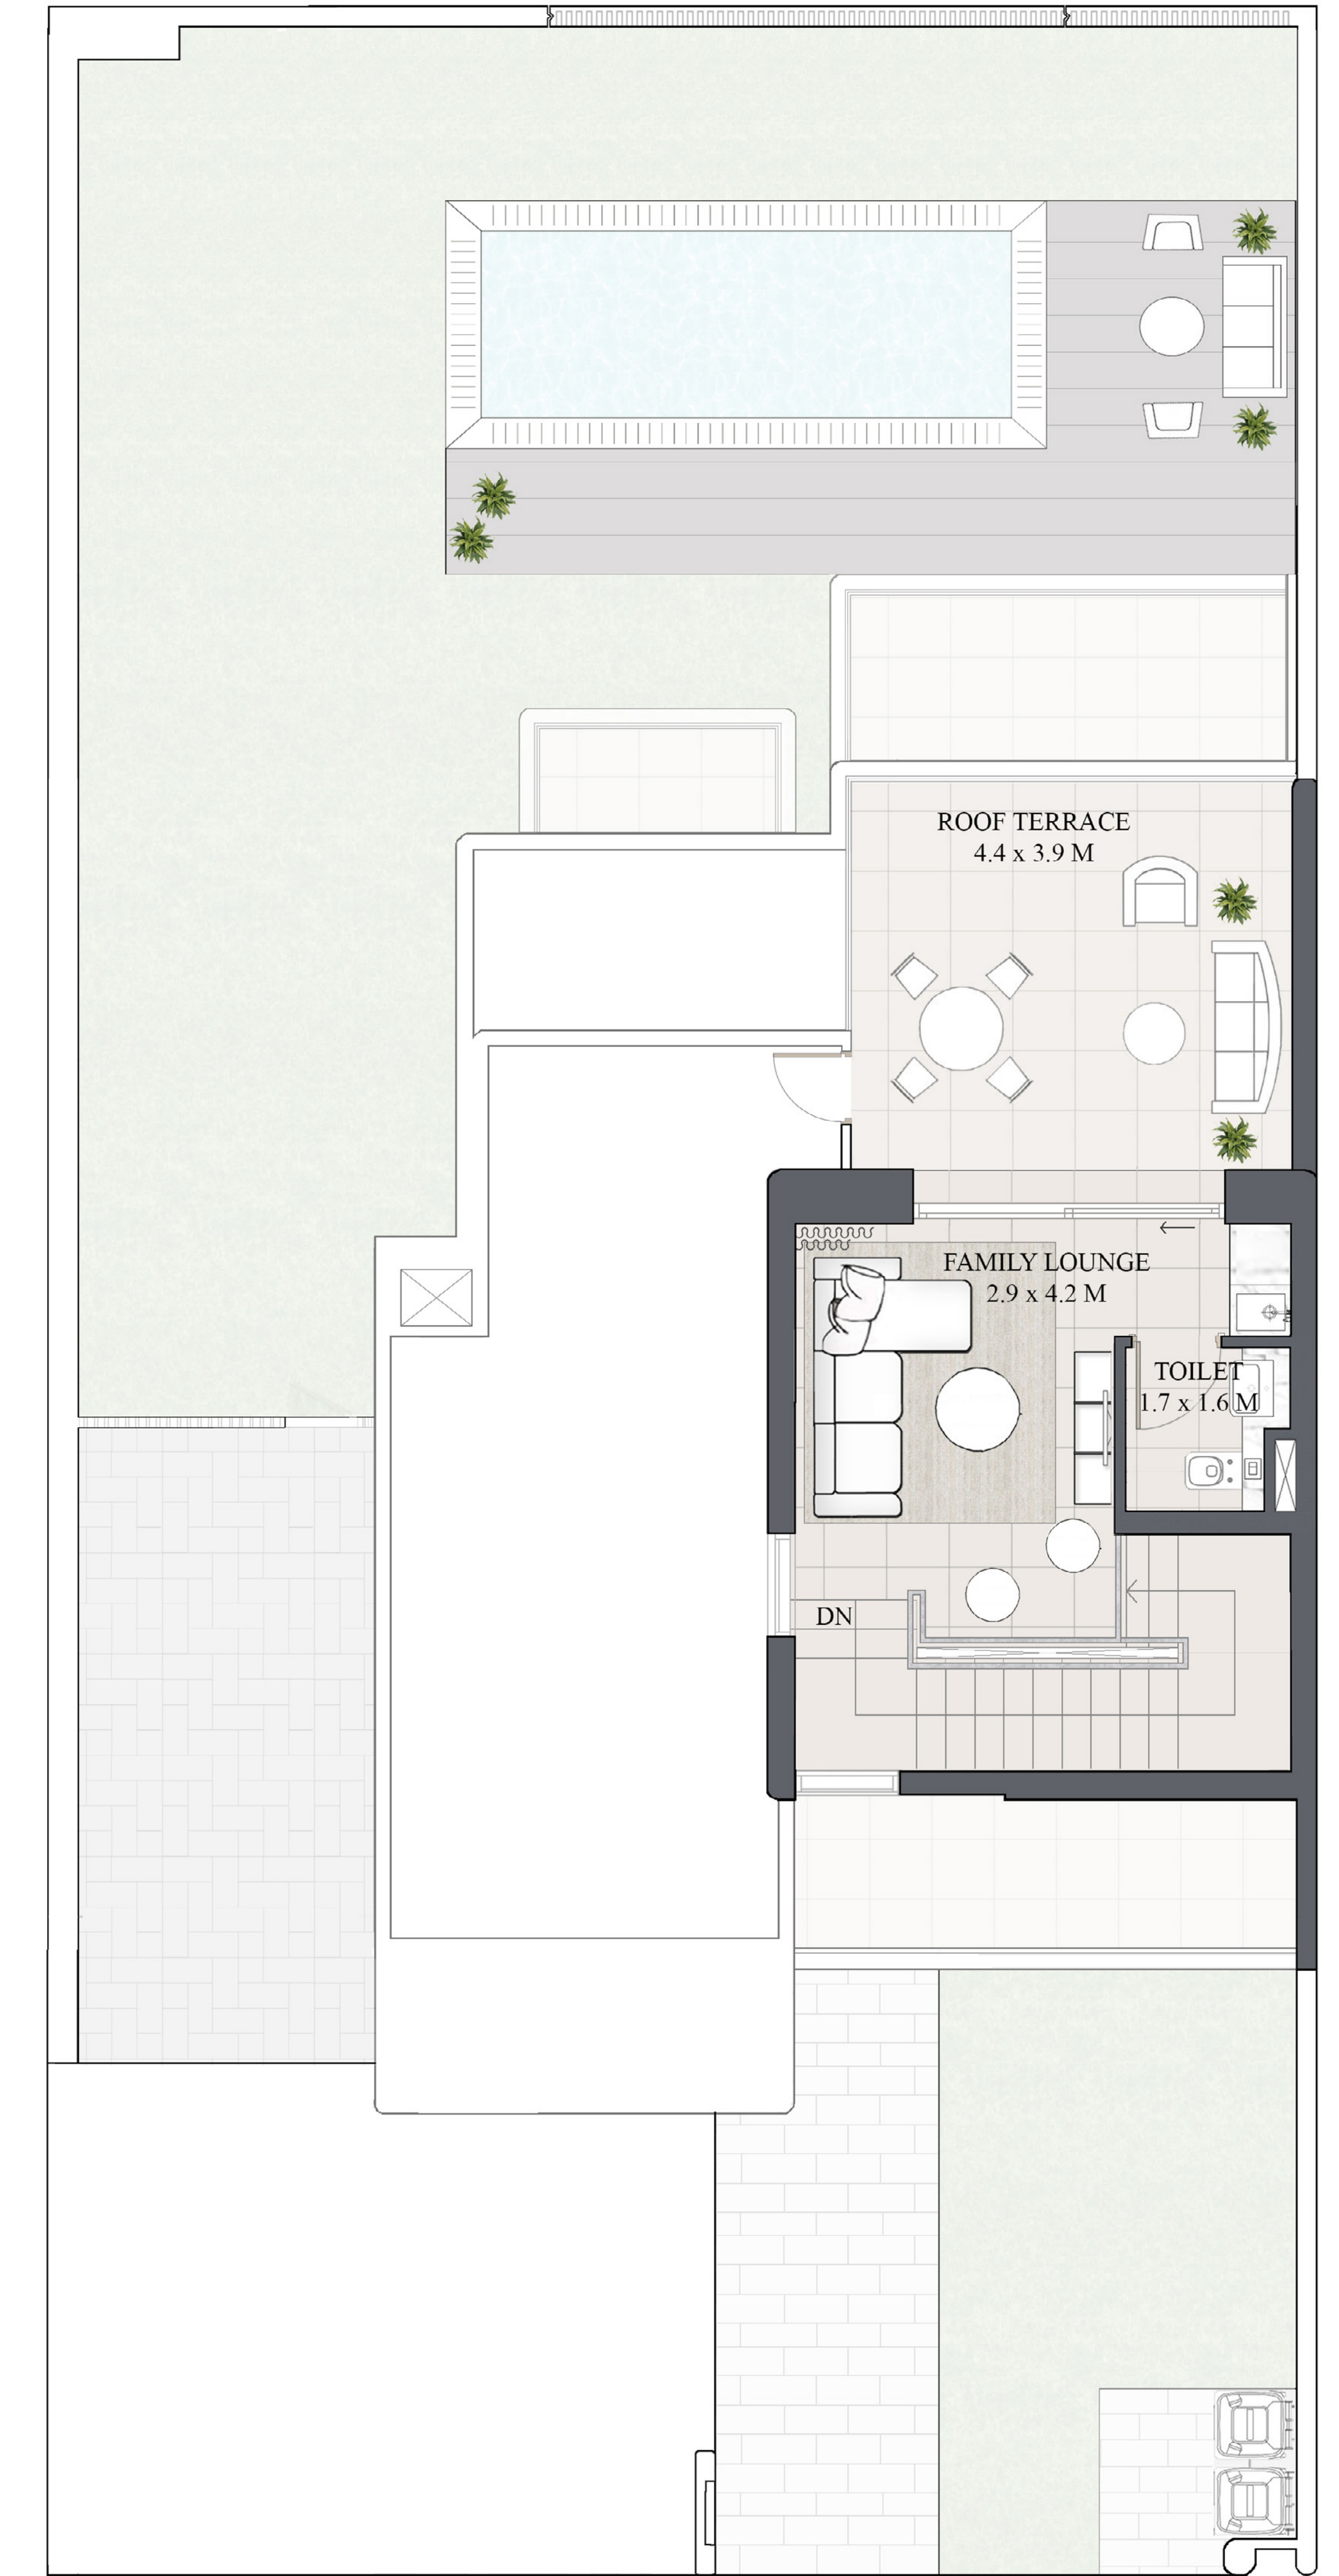 ROOF TERRACE
4.4 x 3.9 M
FAMILY LOUNGE
2.9 x 4.2 M
TOILET
1.7 x 1.6 M
DN